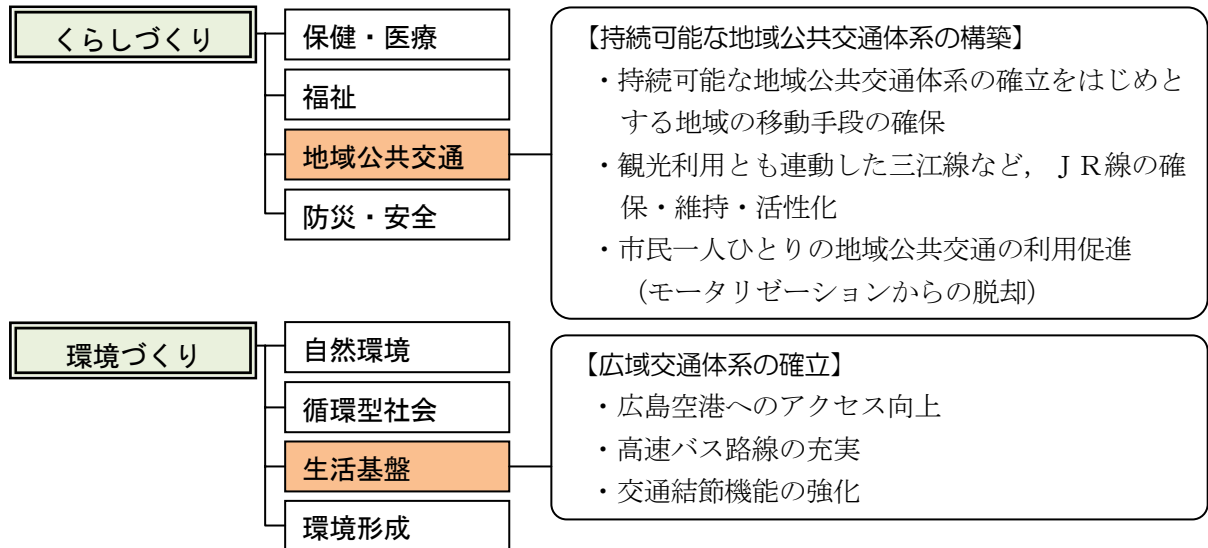 くらしづくり
保健・医療
福祉
地域公共交通
防災・安全
【持続可能な地域公共交通体系の構築】
・持続可能な地域公共交通体系の確立をはじめと
する地域の移動手段の確保
・観光利用とも連動した三江線など，ＪＲ線の確
保・維持・活性化
・市民一人ひとりの地域公共交通の利用促進
（モータリゼーションからの脱却）
環境づくり
自然環境
循環型社会
生活基盤
環境形成
【広域交通体系の確立】
・広島空港へのアクセス向上
・高速バス路線の充実
・交通結節機能の強化